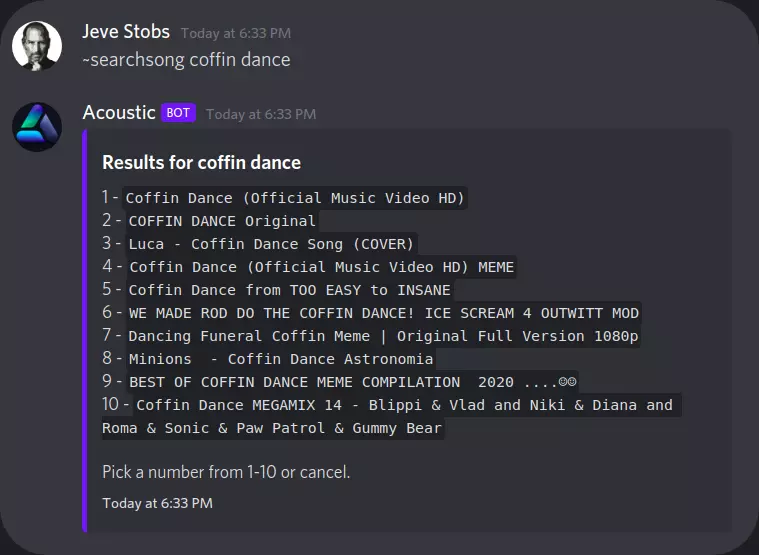 Jeve Stobs Today at 6:33 PM
~searchsong coffin dance
Acoustic BOT Today at 6:33 PM
Results for coffin dance
1 - Coffin Dance (Official Music Video HD)
2 - COFFIN DANCE Original
3 - Luca - Coffin Dance Song (COVER)
4 - Coffin Dance (Official Music Video HD) MEME
5 - Coffin Dance from TOO EASY to INSANE
6 - WE MADE ROD DO THE COFFIN DANCE! ICE SCREAM 4 OUTWITT MOD
7 - Dancing Funeral Coffin Meme | Original Full Version 1080p
8 - Minions  - Coffin Dance Astronomia
9 - BEST OF COFFIN DANCE MEME COMPILATION  2020 ....☺☺
10 - Coffin Dance MEGAMIX 14 - Blippi & Vlad and Niki & Diana and
Roma & Sonic & Paw Patrol & Gummy Bear
Pick a number from 1-10 or cancel.
Today at 6:33 PM